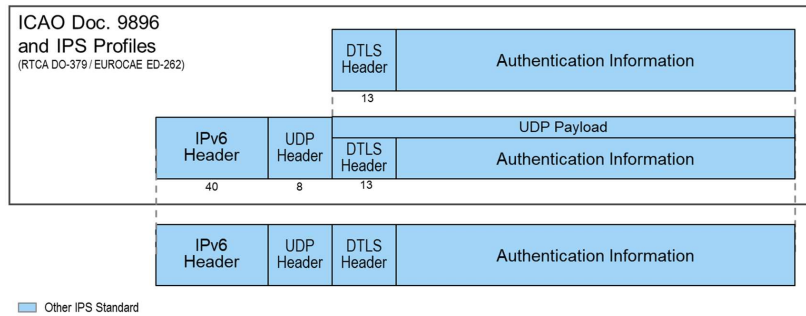 ICAO Doc. 9896
and IPS Profiles
(RTCA DO-379 / EUROCAE ED-262)
DTLS
Header
Authentication Information
13
UDP Payload
IPv6
Header
UDP
Header
DTLS
Header
Authentication Information
40
8
13
IPv6
Header
UDP
Header
DTLS
Header
Authentication Information
Other IPS Standard